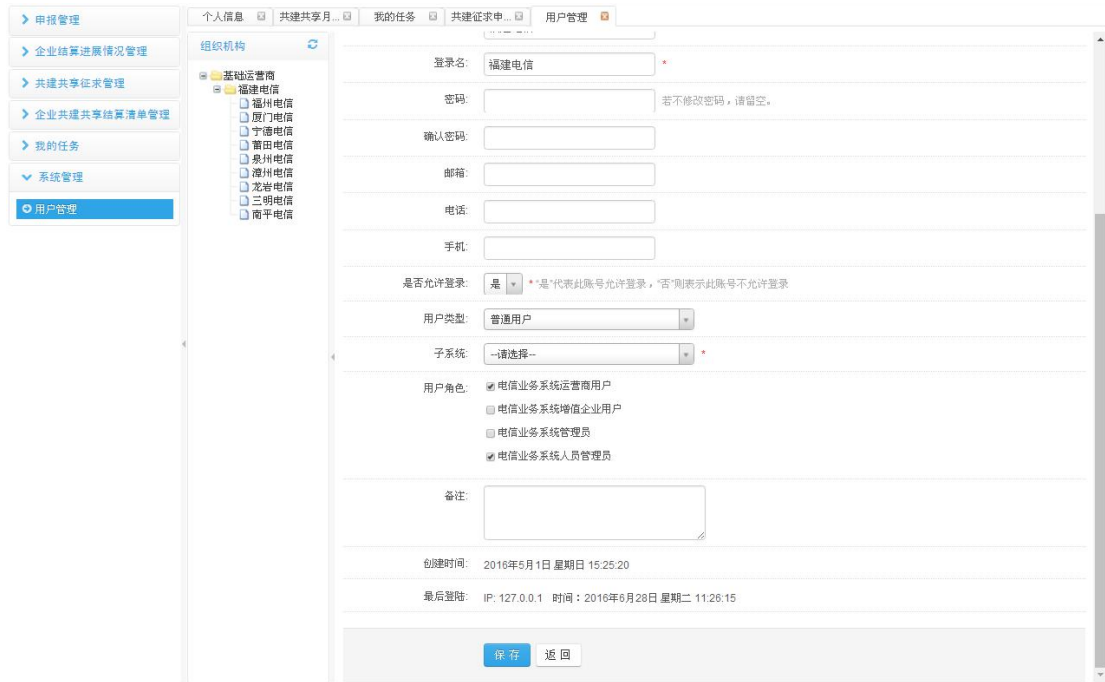 申报管理
企业结算进展情况管理
共建共享征求管理
企业共建共享结算清单管理
我的任务
系统管理
用户管理
个人信息
共建共享月...
我的任务
共建征求申...
用户管理
组织机构
基础运营商
福建电信
福州电信
厦门电信
宁德电信
莆田电信
泉州电信
漳州电信
龙岩电信
三明电信
南平电信
登录名: 福建电信 *
密码: 若不修改密码，请留空。
确认密码:
邮箱:
电话:
手机:
是否允许登录: 是 * “是”代表此账号允许登录，“否”则表示此账号不允许登录
用户类型: 普通用户
子系统: --请选择-- *
用户角色: 电信业务系统运营商用户
电信业务系统增值企业用户
电信业务系统管理员
电信业务系统人员管理员
备注:
创建时间: 2016年5月1日 星期日 15:25:20
最后登陆: IP: 127.0.0.1 时间：2016年6月28日 星期二 11:26:15
保存 返回